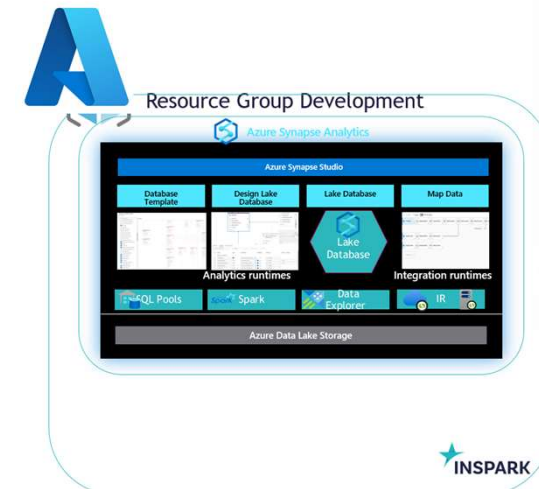 Resource Group Development
Azure Synapse Analytics
Azure Synapse Studio
Database Template
Design Lake Database
Lake Database
Map Data
Lake Database
Analytics runtimes
Integration runtimes
SQL Pools
Spark Spark
Data Explorer
IR
Azure Data Lake Storage
INSPARK